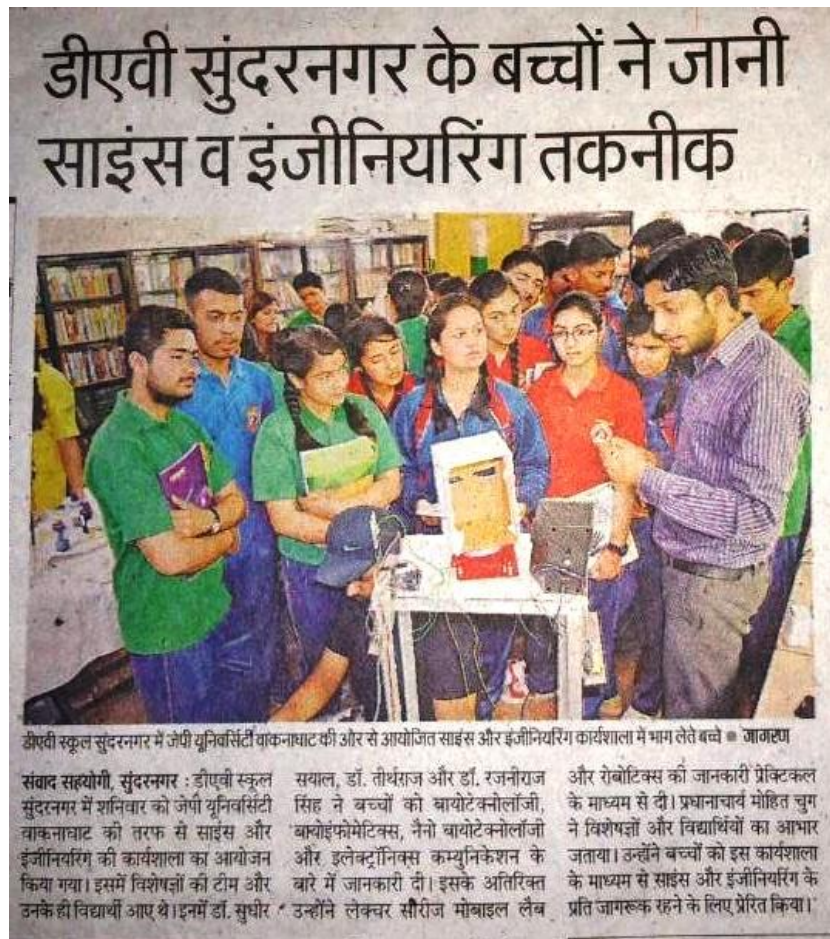 डीएवी सुंदरनगर के बच्चों ने जानी
साइंस व इंजीनियरिंग तकनीक
डीएवी स्कूल सुंदरनगर में जेपी यूनिवर्सिटी वाकनाघाट की ओर से आयोजित साइंस और इंजीनियरिंग कार्यशाला में भाग लेते बच्चे ● जागरण
संवाद सहयोगी, सुंदरनगर : डीएवी स्कूल
सुंदरनगर में शनिवार को जेपी यूनिवर्सिटी
वाकनाघाट की तरफ से साइंस और
इंजीनियरिंग की कार्यशाला का आयोजन
किया गया। इसमें विशेषज्ञों की टीम और
उनके ही विद्यार्थी आए थे। इनमें डॉ. सुधीर
सयाल, डॉ. तीर्थराज और डॉ. रजनीराज
सिंह ने बच्चों को बायोटेक्नोलॉजी,
बायोइंफोमेटिक्स, नैनो बायोटेक्नोलॉजी
और इलेक्ट्रॉनिक्स कम्युनिकेशन के
बारे में जानकारी दी। इसके अतिरिक्त
उन्होंने लेक्चर सीरीज मोबाइल लैब
और रोबोटिक्स की जानकारी प्रेक्टिकल
के माध्यम से दी। प्रधानाचार्य मोहित चुग
ने विशेषज्ञों और विद्यार्थियों का आभार
जताया। उन्होंने बच्चों को इस कार्यशाला
के माध्यम से साइंस और इंजीनियरिंग के
प्रति जागरूक रहने के लिए प्रेरित किया।